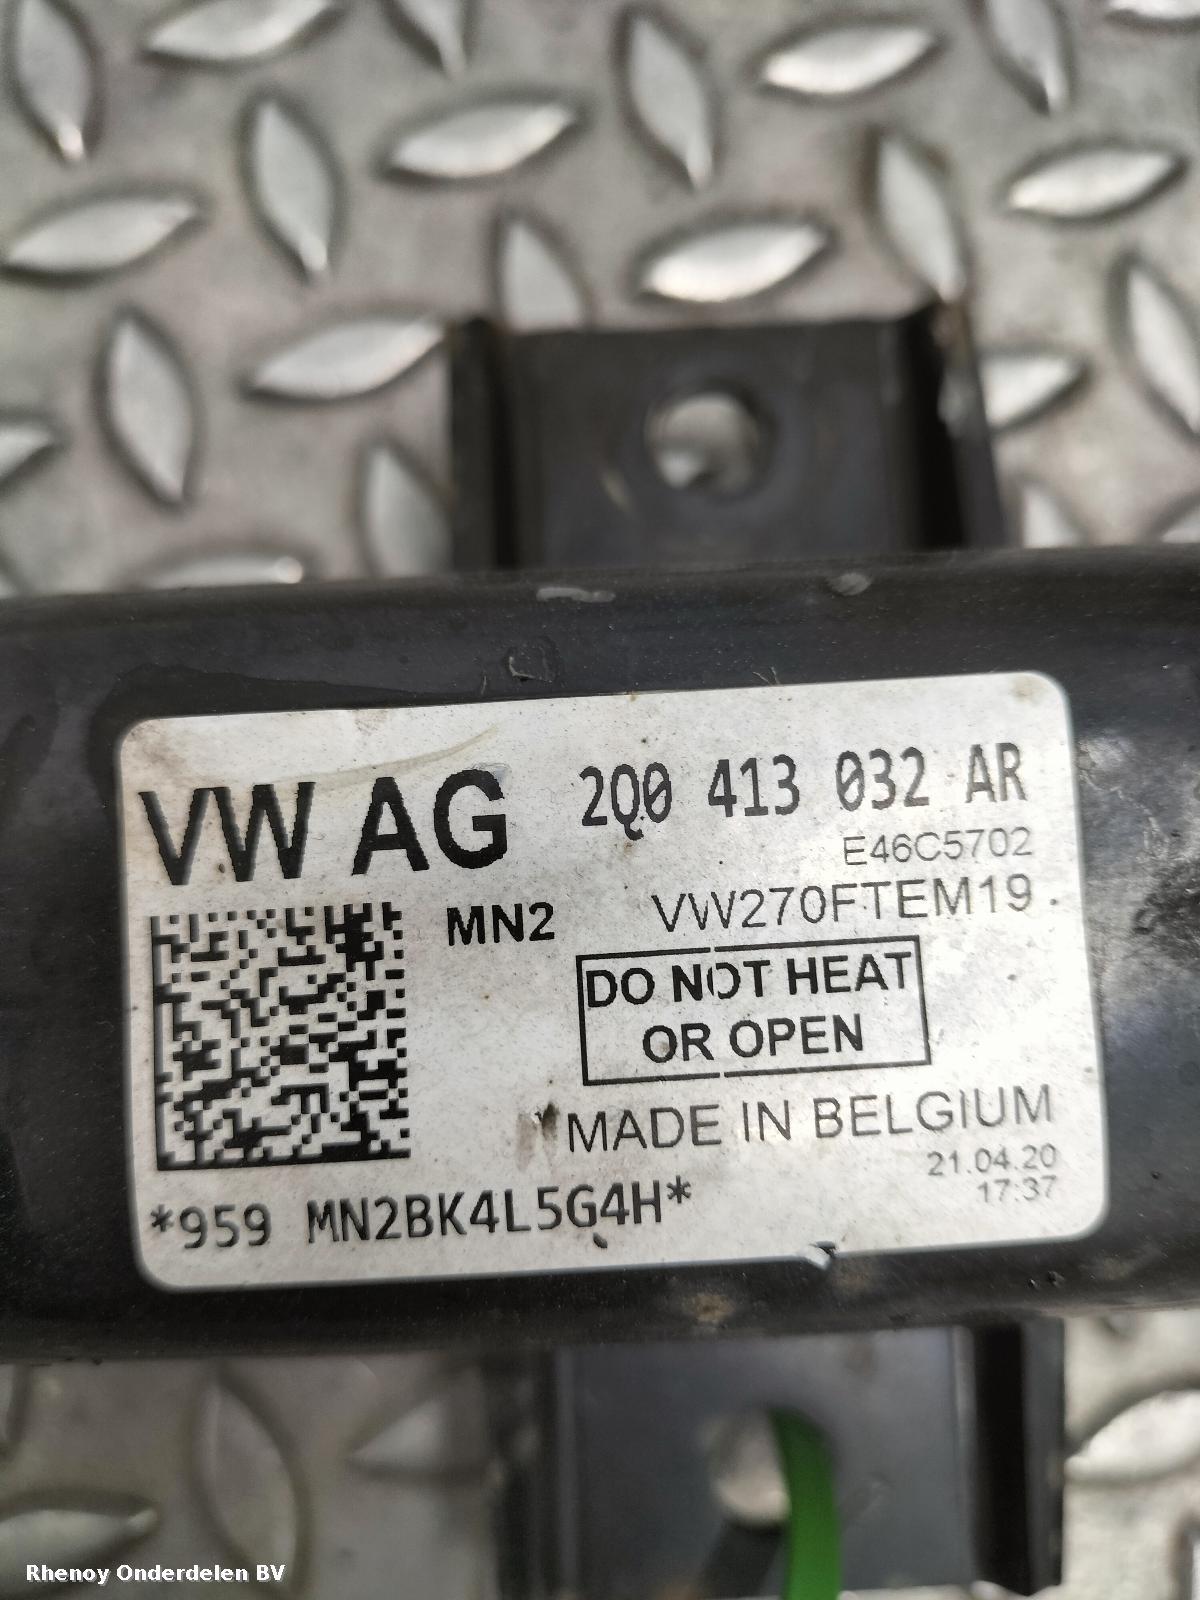 VW AG 2Q0 413 032 AR
E46C5702
MN2 VW270FTEM19
DO NOT HEAT
OR OPEN
MADE IN BELGIUM
21.04.20
17:37
*959 MN2BK4L5G4H*
Rhenoy Onderdelen BV